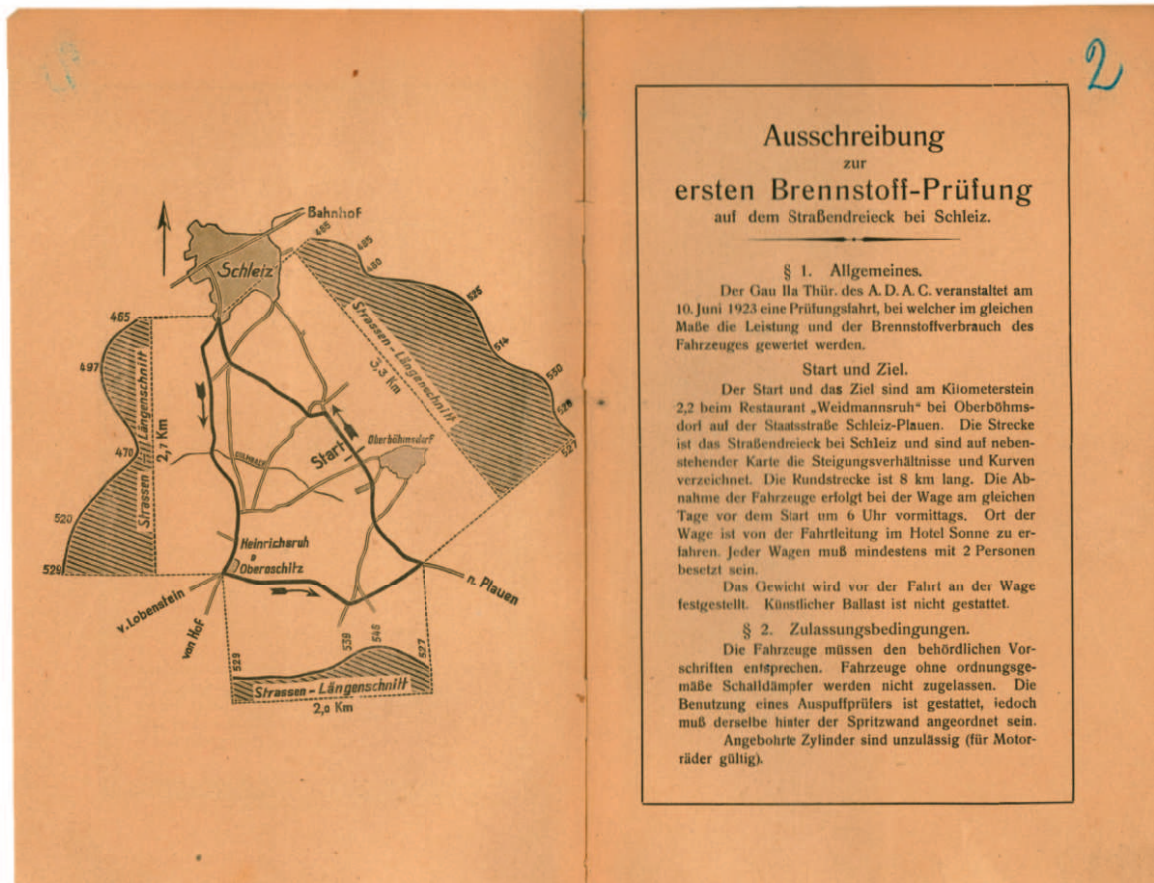 Bahnhof
465
485
480
Schleiz
525
465
514
497
Strassen-Längenschnitt
3,3 Km
550
528
527
Strassen Längenschnitt
2,7 Km
470
Oberböhmsdorf
Start
520
Heinrichsruh
Oberoschitz
529
n. Plauen
v. Lobenstein
von Hof
539
546
529
527
Strassen-Längenschnitt
2,0 Km
2
Ausschreibung
zur
ersten Brennstoff-Prüfung
auf dem Straßendreieck bei Schleiz.
§ 1. Allgemeines.
Der Gau IIa Thür. des A. D. A. C. veranstaltet am
10. Juni 1923 eine Prüfungsfahrt, bei welcher im gleichen
Maße die Leistung und der Brennstoffverbrauch des
Fahrzeuges gewertet werden.
Start und Ziel.
Der Start und das Ziel sind am Kilometerstein
2,2 beim Restaurant „Weidmannsruh“ bei Oberböhms-
dorf auf der Staatsstraße Schleiz-Plauen. Die Strecke
ist das Straßendreieck bei Schleiz und sind auf neben-
stehender Karte die Steigungsverhältnisse und Kurven
verzeichnet. Die Rundstrecke ist 8 km lang. Die Ab-
nahme der Fahrzeuge erfolgt bei der Wage am gleichen
Tage vor dem Start um 6 Uhr vormittags. Ort der
Wage ist von der Fahrtleitung im Hotel Sonne zu er-
fahren. Jeder Wagen muß mindestens mit 2 Personen
besetzt sein.
Das Gewicht wird vor der Fahrt an der Wage
festgestellt. Künstlicher Ballast ist nicht gestattet.
§ 2. Zulassungsbedingungen.
Die Fahrzeuge müssen den behördlichen Vor-
schriften entsprechen. Fahrzeuge ohne ordnungsge-
mäße Schalldämpfer werden nicht zugelassen. Die
Benutzung eines Auspuffprüfers ist gestattet, jedoch
muß derselbe hinter der Spritzwand angeordnet sein.
Angebohrte Zylinder sind unzulässig (für Motor-
räder gültig).